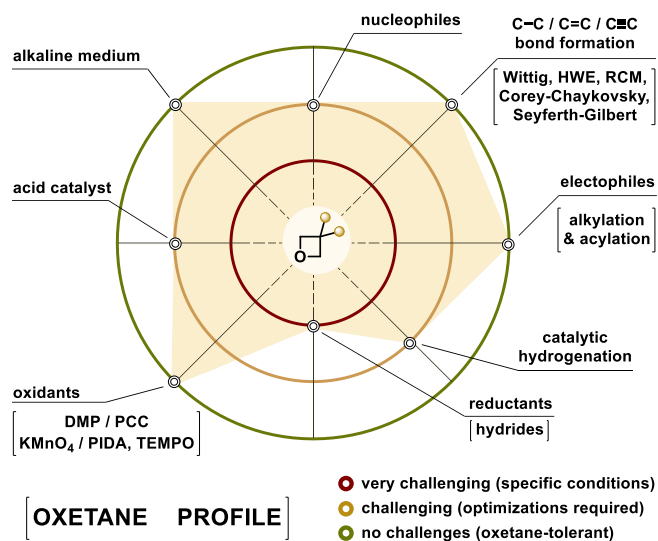 nucleophiles
C−C / C=C / C≡C
bond formation
Wittig, HWE, RCM,
Corey-Chaykovsky,
Seyferth-Gilbert
alkaline medium
acid catalyst
electophiles
alkylation
& acylation
O
catalytic
hydrogenation
oxidants
DMP / PCC
KMnO₄ / PIDA, TEMPO
reductants
hydrides
very challenging (specific conditions)
challenging (optimizations required)
no challenges (oxetane-tolerant)
OXETANE PROFILE